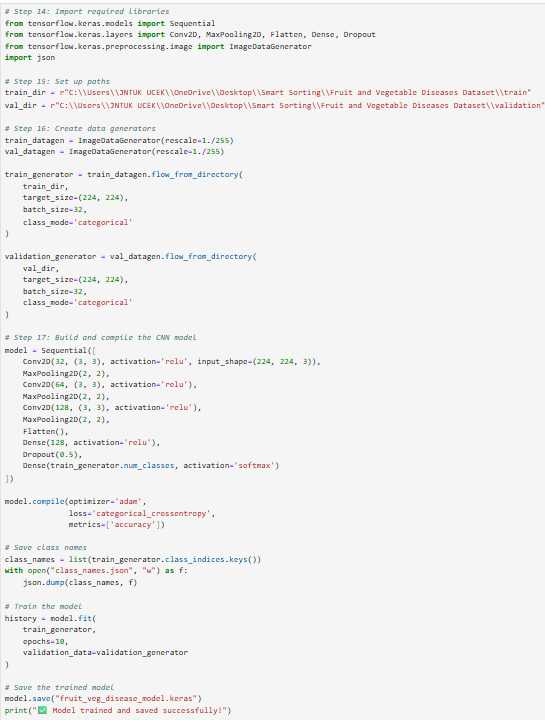 # Step 14: Import required libraries
from tensorflow.keras.models import Sequential
from tensorflow.keras.layers import Conv2D, MaxPooling2D, Flatten, Dense, Dropout
from tensorflow.keras.preprocessing.image import ImageDataGenerator
import json

# Step 15: Set up paths
train_dir = r"C:\\Users\\JNTUK UCEK\\OneDrive\\Desktop\\Smart Sorting\\Fruit and Vegetable Diseases Dataset\\train"
val_dir = r"C:\\Users\\JNTUK UCEK\\OneDrive\\Desktop\\Smart Sorting\\Fruit and Vegetable Diseases Dataset\\validation"

# Step 16: Create data generators
train_datagen = ImageDataGenerator(rescale=1./255)
val_datagen = ImageDataGenerator(rescale=1./255)

train_generator = train_datagen.flow_from_directory(
    train_dir,
    target_size=(224, 224),
    batch_size=32,
    class_mode='categorical'
)

validation_generator = val_datagen.flow_from_directory(
    val_dir,
    target_size=(224, 224),
    batch_size=32,
    class_mode='categorical'
)

# Step 17: Build and compile the CNN model
model = Sequential([
    Conv2D(32, (3, 3), activation='relu', input_shape=(224, 224, 3)),
    MaxPooling2D(2, 2),
    Conv2D(64, (3, 3), activation='relu'),
    MaxPooling2D(2, 2),
    Conv2D(128, (3, 3), activation='relu'),
    MaxPooling2D(2, 2),
    Flatten(),
    Dense(128, activation='relu'),
    Dropout(0.5),
    Dense(train_generator.num_classes, activation='softmax')
])

model.compile(optimizer='adam',
              loss='categorical_crossentropy',
              metrics=['accuracy'])

# Save class names
class_names = list(train_generator.class_indices.keys())
with open("class_names.json", "w") as f:
    json.dump(class_names, f)

# Train the model
history = model.fit(
    train_generator,
    epochs=10,
    validation_data=validation_generator
)

# Save the trained model
model.save("fruit_veg_disease_model.keras")
print("✅ Model trained and saved successfully!")